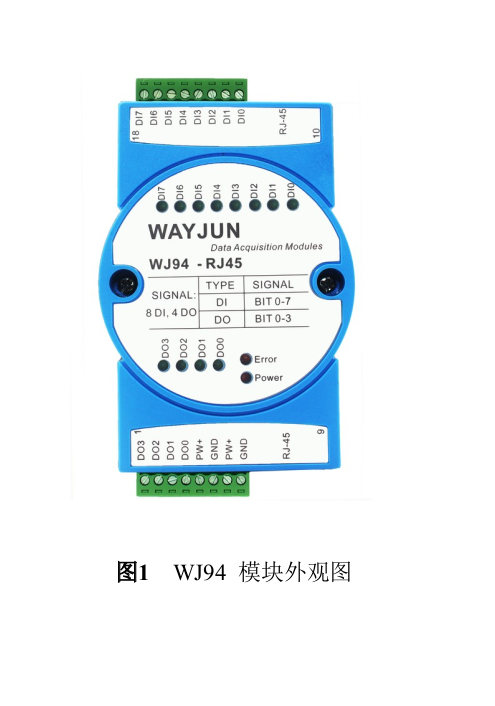 DI7 DI6 DI5 DI4 DI3 DI2 DI1 DI0 RJ-45
18 10
DI7 DI6 DI5 DI4 DI3 DI2 DI1 DI0
WAYJUN
Data Acquisition Modules
WJ94 - RJ45
SIGNAL: 8 DI, 4 DO
TYPE SIGNAL
DI BIT 0-7
DO BIT 0-3
DO3 DO2 DO1 DO0
Error
Power
1 9
DO3 DO2 DO1 DO0 PW+ GND PW+ GND RJ-45
图1 WJ94 模块外观图